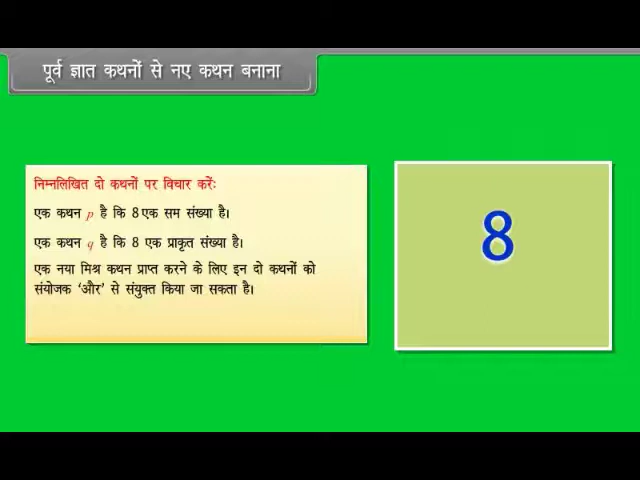 पूर्व ज्ञात कथनों से नए कथन बनाना
निम्नलिखित दो कथनों पर विचार करें:
एक कथन p है कि 8 एक सम संख्या है।
एक कथन q है कि 8 एक प्राकृत संख्या है।
एक नया मिश्र कथन प्राप्त करने के लिए इन दो कथनों को
संयोजक ‘और’ से संयुक्त किया जा सकता है।
8